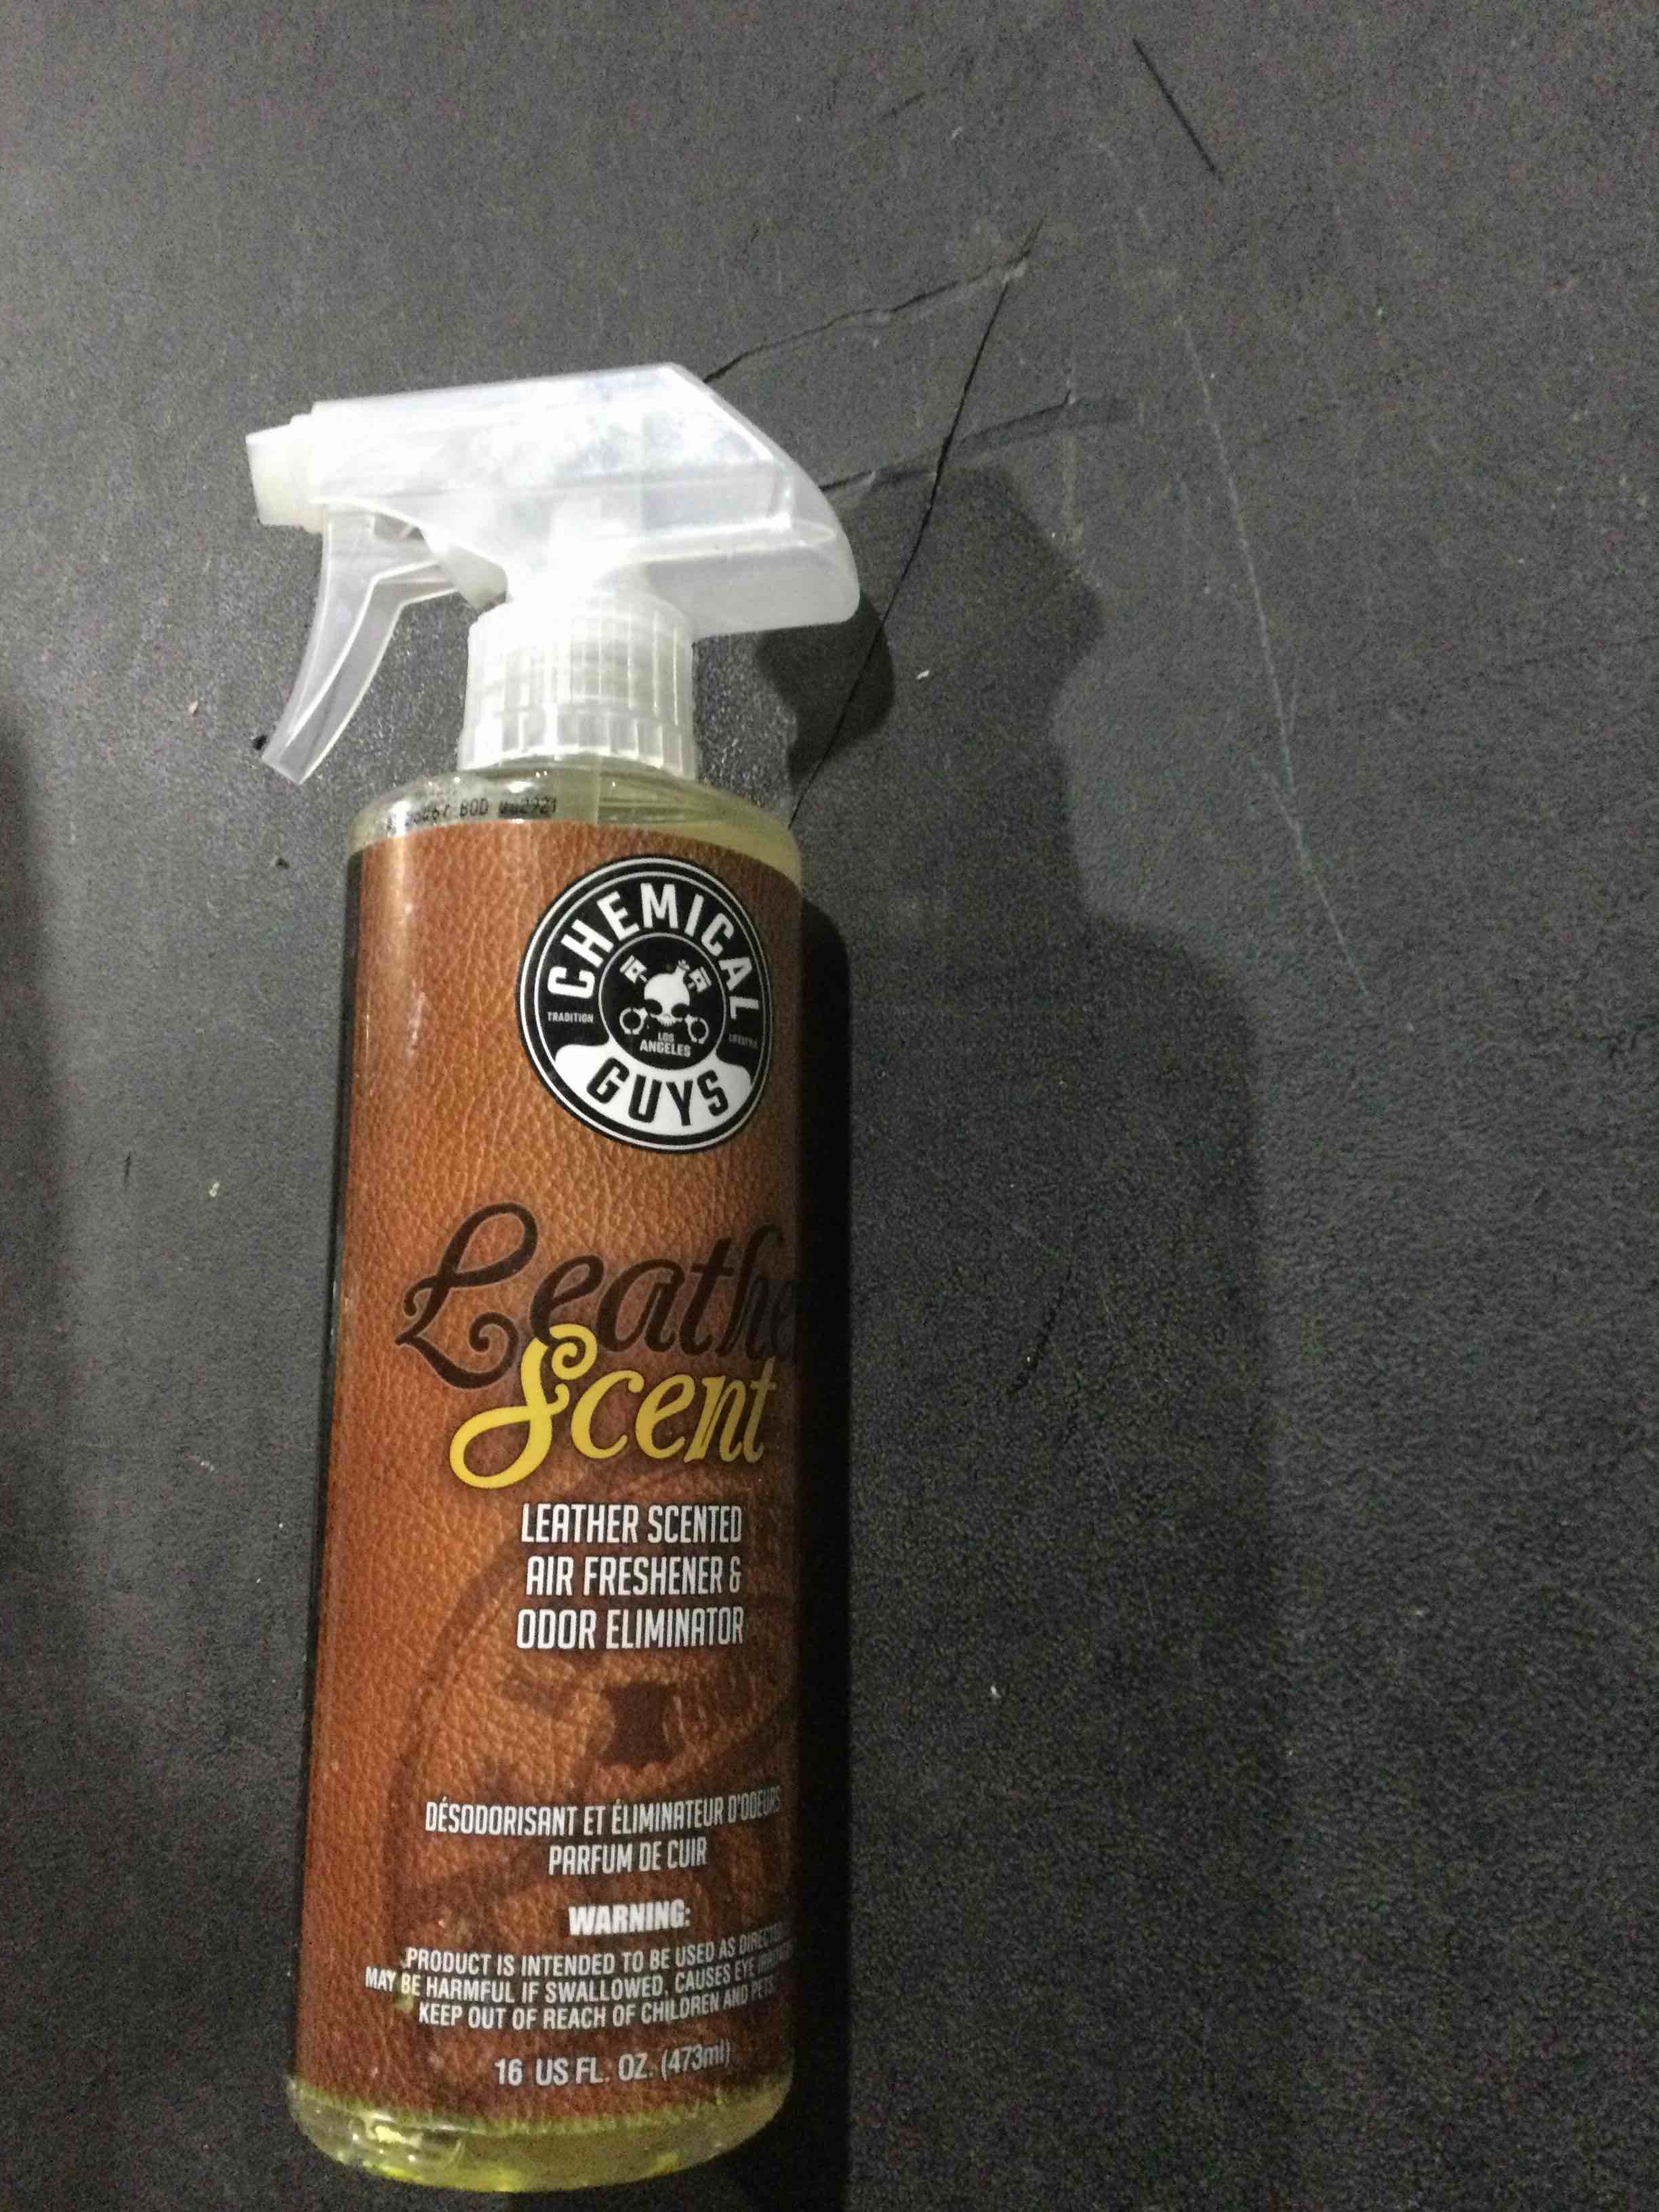 BOD
CHEMICAL
TRADITION
LOS
ANGELES
GUYS
Scent
LEATHER SCENTED
AIR FRESHENER &
ODOR ELIMINATOR
DÉSODORISANT ET ÉLIMINATEUR D'ODEURS
PARFUM DE CUIR
WARNING:
PRODUCT IS INTENDED TO BE USED AS
MAY BE HARMFUL IF SWALLOWED, CAUSES EYE
KEEP OUT OF REACH OF CHILDREN AND PETS
16 US FL. OZ. (473ml)